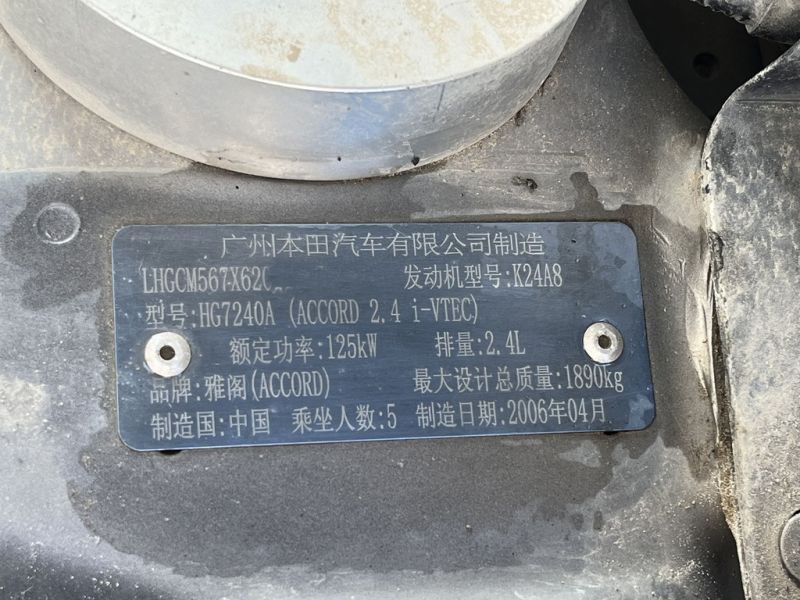 广州本田汽车有限公司制造
LHGCM567X62 发动机型号:K24A8
型号:HG7240A (ACCORD 2.4 i-VTEC)
额定功率:125kW 排量:2.4L
品牌:雅阁(ACCORD) 最大设计总质量:1890kg
制造国:中国 乘坐人数:5 制造日期:2006年04月